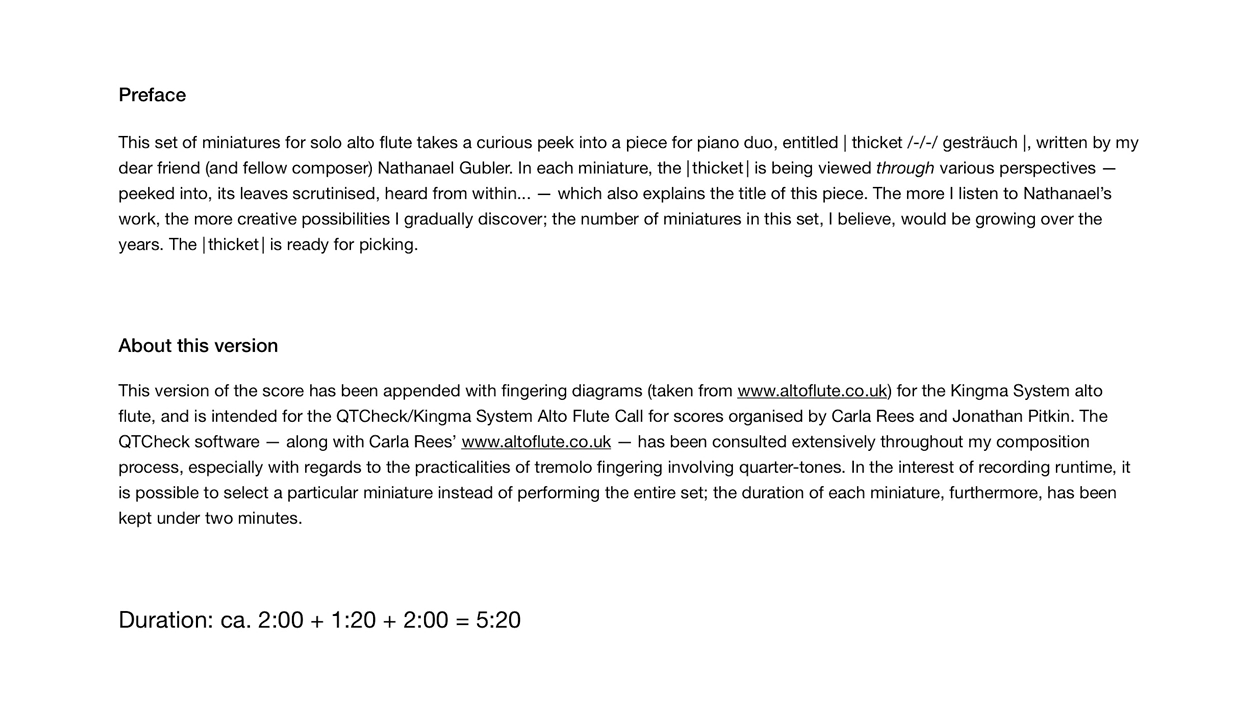 Preface
This set of miniatures for solo alto flute takes a curious peek into a piece for piano duo, entitled | thicket /-/-/ gesträuch |, written by my
dear friend (and fellow composer) Nathanael Gubler. In each miniature, the |thicket| is being viewed through various perspectives —
peeked into, its leaves scrutinised, heard from within... — which also explains the title of this piece. The more I listen to Nathanael’s
work, the more creative possibilities I gradually discover; the number of miniatures in this set, I believe, would be growing over the
years. The |thicket| is ready for picking.
About this version
This version of the score has been appended with fingering diagrams (taken from www.altoflute.co.uk) for the Kingma System alto
flute, and is intended for the QTCheck/Kingma System Alto Flute Call for scores organised by Carla Rees and Jonathan Pitkin. The
QTCheck software — along with Carla Rees’ www.altoflute.co.uk — has been consulted extensively throughout my composition
process, especially with regards to the practicalities of tremolo fingering involving quarter-tones. In the interest of recording runtime, it
is possible to select a particular miniature instead of performing the entire set; the duration of each miniature, furthermore, has been
kept under two minutes.
Duration: ca. 2:00 + 1:20 + 2:00 = 5:20